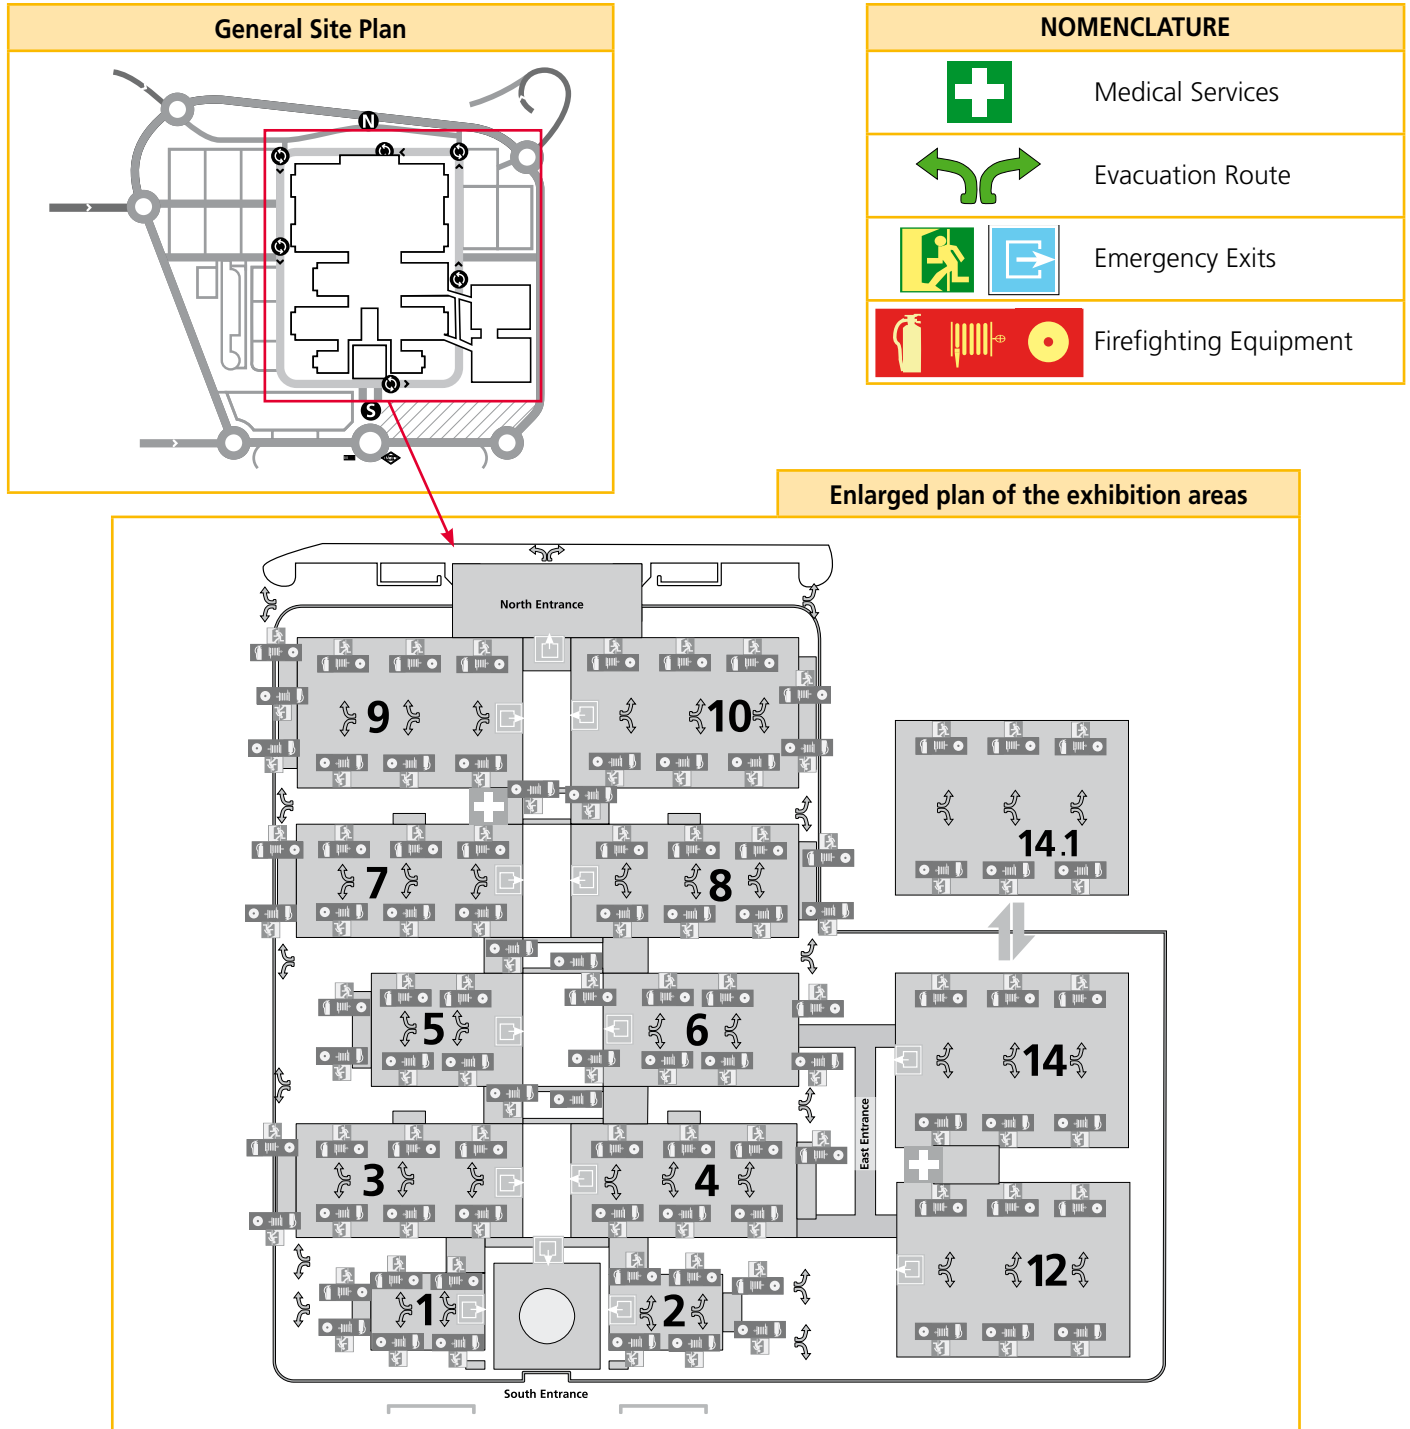 General Site Plan
N
S
NOMENCLATURE
Medical Services
Evacuation Route
Emergency Exits
Firefighting Equipment
Enlarged plan of the exhibition areas
North Entrance
9
10
14.1
7
8
5
6
14
East Entrance
3
4
12
1
2
South Entrance